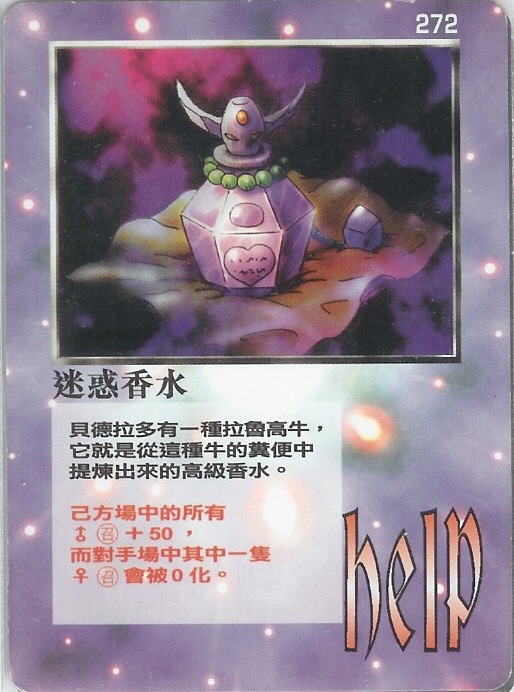 272
迷惑香水
貝德拉多有一種拉魯高牛，
它就是從這種牛的糞便中
提煉出來的高級香水。
己方場中的所有
♂ ㊁召 ＋50 ，
而對手場中其中一隻
♀ 召 會被0化。
help